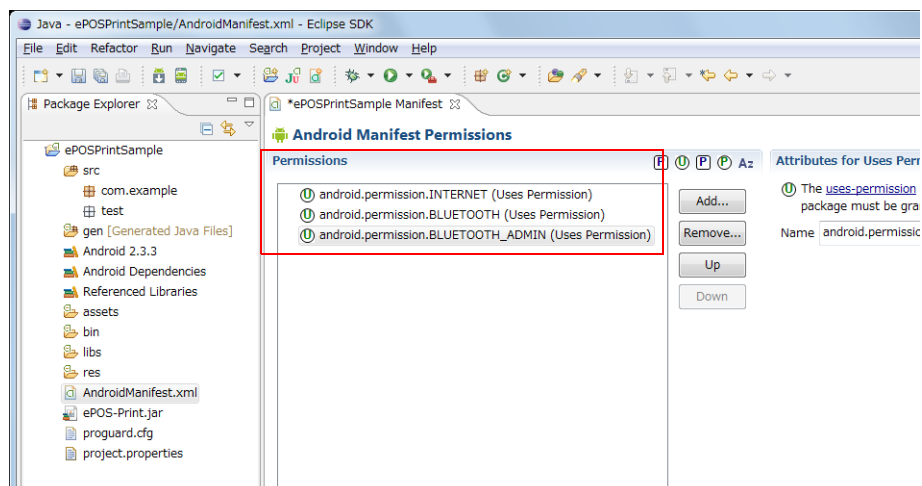 Java - ePOSPrintSample/AndroidManifest.xml - Eclipse SDK
File Edit Refactor Run Navigate Search Project Window Help
Package Explorer
*ePOSPrintSample Manifest
ePOSPrintSample
src
com.example
test
gen [Generated Java Files]
Android 2.3.3
Android Dependencies
Referenced Libraries
assets
bin
libs
res
AndroidManifest.xml
ePOS-Print.jar
proguard.cfg
project.properties
Android Manifest Permissions
Permissions
P U P P Az
U android.permission.INTERNET (Uses Permission)
U android.permission.BLUETOOTH (Uses Permission)
U android.permission.BLUETOOTH_ADMIN (Uses Permission)
Add...
Remove...
Up
Down
Attributes for Uses Per
U The uses-permission
package must be gra
Name android.permissio